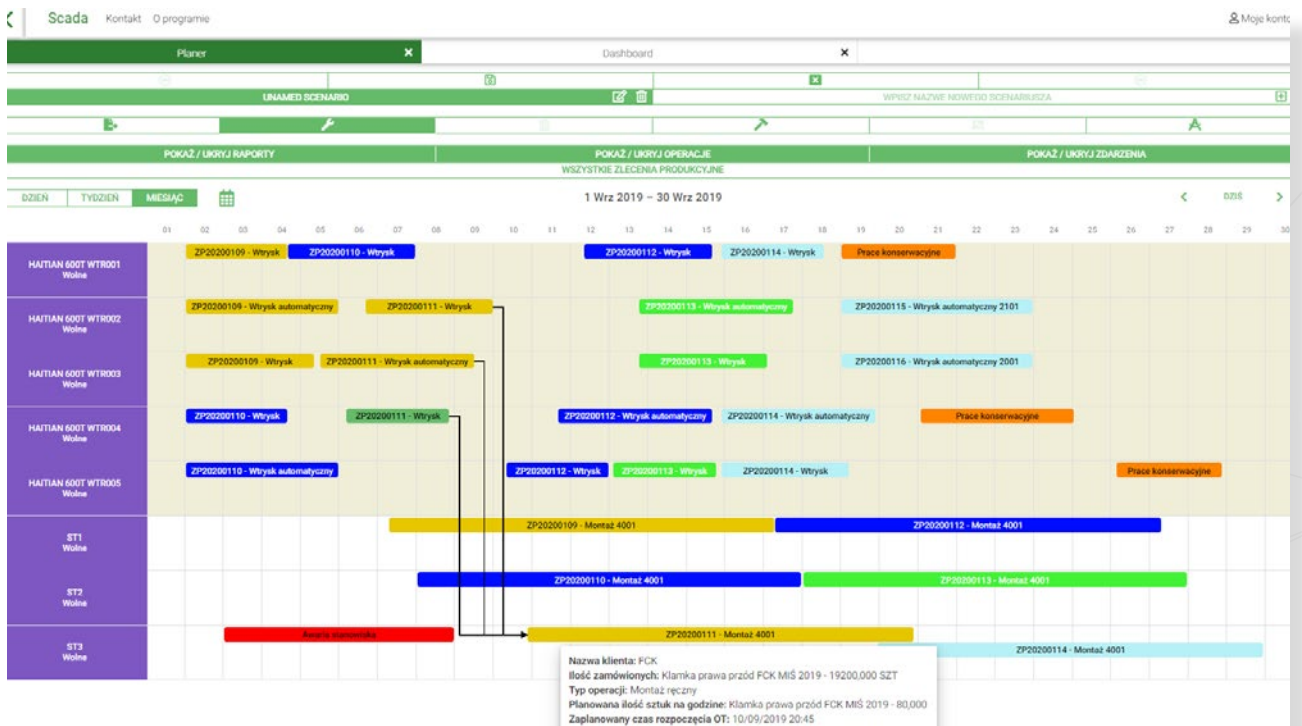 Scada Kontakt O programie Moje konto
Planer Dashboard
UNAMED SCENARIO WPISZ NAZWE NOWEGO SCENARIUSZA
POKAŻ / UKRYJ RAPORTY POKAŻ / UKRYJ OPERACJE POKAŻ / UKRYJ ZDARZENIA
WSZYSTKIE ZLECENIA PRODUKCYJNE
DZIEŃ TYDZIEŃ MIESIĄC 1 Wrz 2019 – 30 Wrz 2019 DZIŚ
01 02 03 04 05 06 07 08 09 10 11 12 13 14 15 16 17 18 19 20 21 22 23 24 25 26 27 28 29 30
ZP20200109 - Wtrysk ZP20200110 - Wtrysk ZP20200112 - Wtrysk ZP20200114 - Wtrysk Prace konserwacyjne
HAITIAN 600T WTR001
Wolne
ZP20200109 - Wtrysk automatyczny ZP20200111 - Wtrysk ZP20200113 - Wtrysk automatyczny ZP20200115 - Wtrysk automatyczny 2101
HAITIAN 600T WTR002
Wolne
ZP20200109 - Wtrysk ZP20200111 - Wtrysk automatyczny ZP20200113 - Wtrysk ZP20200116 - Wtrysk automatyczny 2001
HAITIAN 600T WTR003
Wolne
ZP20200110 - Wtrysk ZP20200111 - Wtrysk ZP20200112 - Wtrysk automatyczny ZP20200114 - Wtrysk automatyczny Prace konserwacyjne
HAITIAN 600T WTR004
Wolne
ZP20200110 - Wtrysk automatyczny ZP20200112 - Wtrysk ZP20200113 - Wtrysk ZP20200114 - Wtrysk Prace konserwacyjne
HAITIAN 600T WTR005
Wolne
ZP20200109 - Montaż 4001 ZP20200112 - Montaż 4001
ST1
Wolne
ZP20200110 - Montaż 4001 ZP20200113 - Montaż 4001
ST2
Wolne
Awaria stanowiska ZP20200111 - Montaż 4001
ST3 ZP20200114 - Montaż 4001
Wolne
Nazwa klienta: FCK
Ilość zamówionych: Klamka prawa przód FCK MIŚ 2019 - 19200,000 SZT
Typ operacji: Montaż ręczny
Planowana ilość sztuk na godzine: Klamka prawa przód FCK MIŚ 2019 - 80,000
Zaplanowany czas rozpoczęcia OT: 10/09/2019 20:45